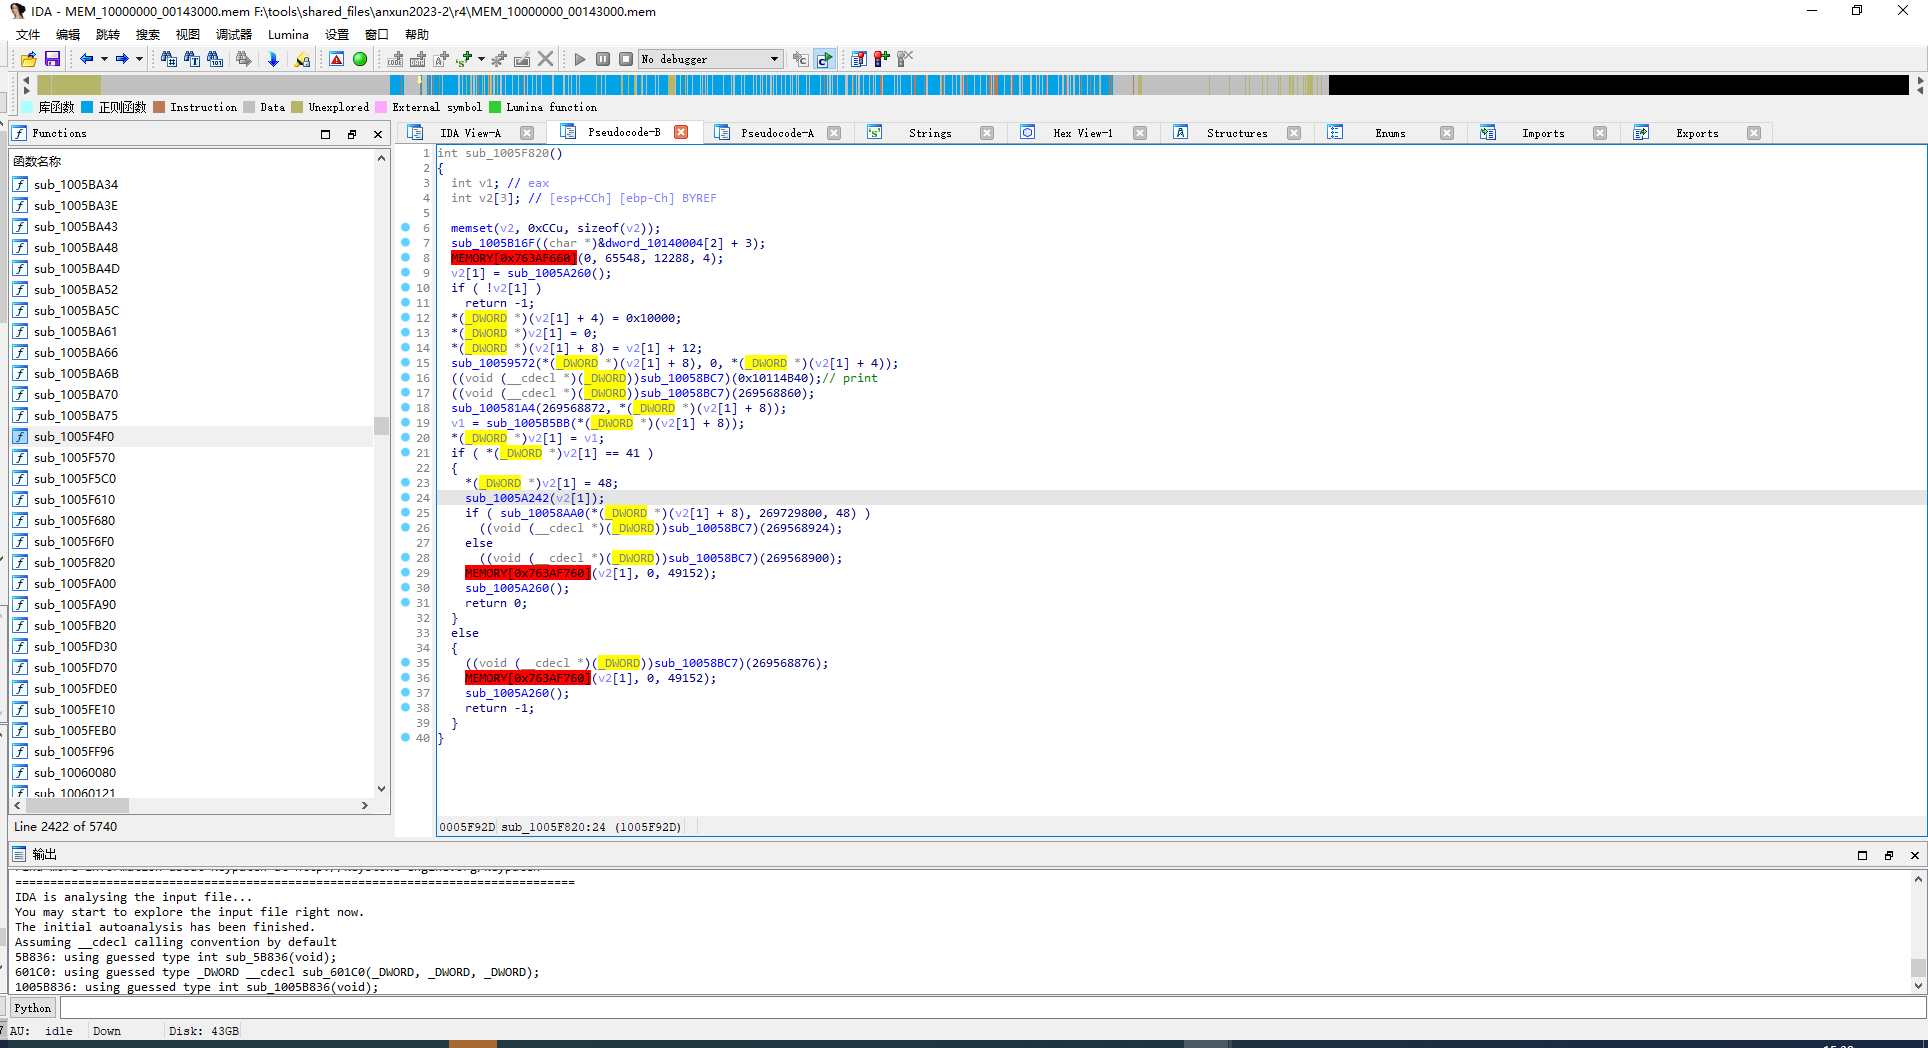 IDA - MEM_10000000_00143000.mem F:\tools\shared_files\anxun2023-2\r4\MEM_10000000_00143000.mem
文件 编辑 跳转 搜索 视图 调试器 Lumina 设置 窗口 帮助
No debugger
库函数 正则函数 Instruction Data Unexplored External symbol Lumina function
Functions
IDA View-A Pseudocode-B Pseudocode-A Strings Hex View-1 Structures Enums Imports Exports
函数名称
sub_1005BA34
sub_1005BA3E
sub_1005BA43
sub_1005BA48
sub_1005BA4D
sub_1005BA52
sub_1005BA5C
sub_1005BA61
sub_1005BA66
sub_1005BA6B
sub_1005BA70
sub_1005BA75
sub_1005F4F0
sub_1005F570
sub_1005F5C0
sub_1005F610
sub_1005F680
sub_1005F6F0
sub_1005F820
sub_1005FA00
sub_1005FA90
sub_1005FB20
sub_1005FD30
sub_1005FD70
sub_1005FDE0
sub_1005FE10
sub_1005FEB0
sub_1005FF96
sub_10060080
sub_10060121
Line 2422 of 5740
1 int sub_1005F820()
2 {
3 int v1; // eax
4 int v2[3]; // [esp+CCh] [ebp-Ch] BYREF
5
6 memset(v2, 0xCCu, sizeof(v2));
7 sub_1005B16F((char *)&dword_10140004[2] + 3);
8 MEMORY[0x763AF660](0, 65548, 12288, 4);
9 v2[1] = sub_1005A260();
10 if ( !v2[1] )
11 return -1;
12 *(_DWORD *)(v2[1] + 4) = 0x10000;
13 *(_DWORD *)v2[1] = 0;
14 *(_DWORD *)(v2[1] + 8) = v2[1] + 12;
15 sub_10059572(*(_DWORD *)(v2[1] + 8), 0, *(_DWORD *)(v2[1] + 4));
16 ((void (__cdecl *)(_DWORD))sub_10058BC7)(0x10114B40);// print
17 ((void (__cdecl *)(_DWORD))sub_10058BC7)(269568860);
18 sub_100581A4(269568872, *(_DWORD *)(v2[1] + 8));
19 v1 = sub_1005B5BB(*(_DWORD *)(v2[1] + 8));
20 *(_DWORD *)v2[1] = v1;
21 if ( *(_DWORD *)v2[1] == 41 )
22 {
23 *(_DWORD *)v2[1] = 48;
24 sub_1005A242(v2[1]);
25 if ( sub_10058AA0(*(_DWORD *)(v2[1] + 8), 269729800, 48) )
26 ((void (__cdecl *)(_DWORD))sub_10058BC7)(269568924);
27 else
28 ((void (__cdecl *)(_DWORD))sub_10058BC7)(269568900);
29 MEMORY[0x763AF760](v2[1], 0, 49152);
30 sub_1005A260();
31 return 0;
32 }
33 else
34 {
35 ((void (__cdecl *)(_DWORD))sub_10058BC7)(269568876);
36 MEMORY[0x763AF760](v2[1], 0, 49152);
37 sub_1005A260();
38 return -1;
39 }
40 }
0005F92D sub_1005F820:24 (1005F92D)
输出
================================================================================
IDA is analysing the input file...
You may start to explore the input file right now.
The initial autoanalysis has been finished.
Assuming __cdecl calling convention by default
5B836: using guessed type int sub_5B836(void);
601C0: using guessed type _DWORD __cdecl sub_601C0(_DWORD, _DWORD, _DWORD);
1005B836: using guessed type int sub_1005B836(void);
Python
AU: idle Down Disk: 43GB